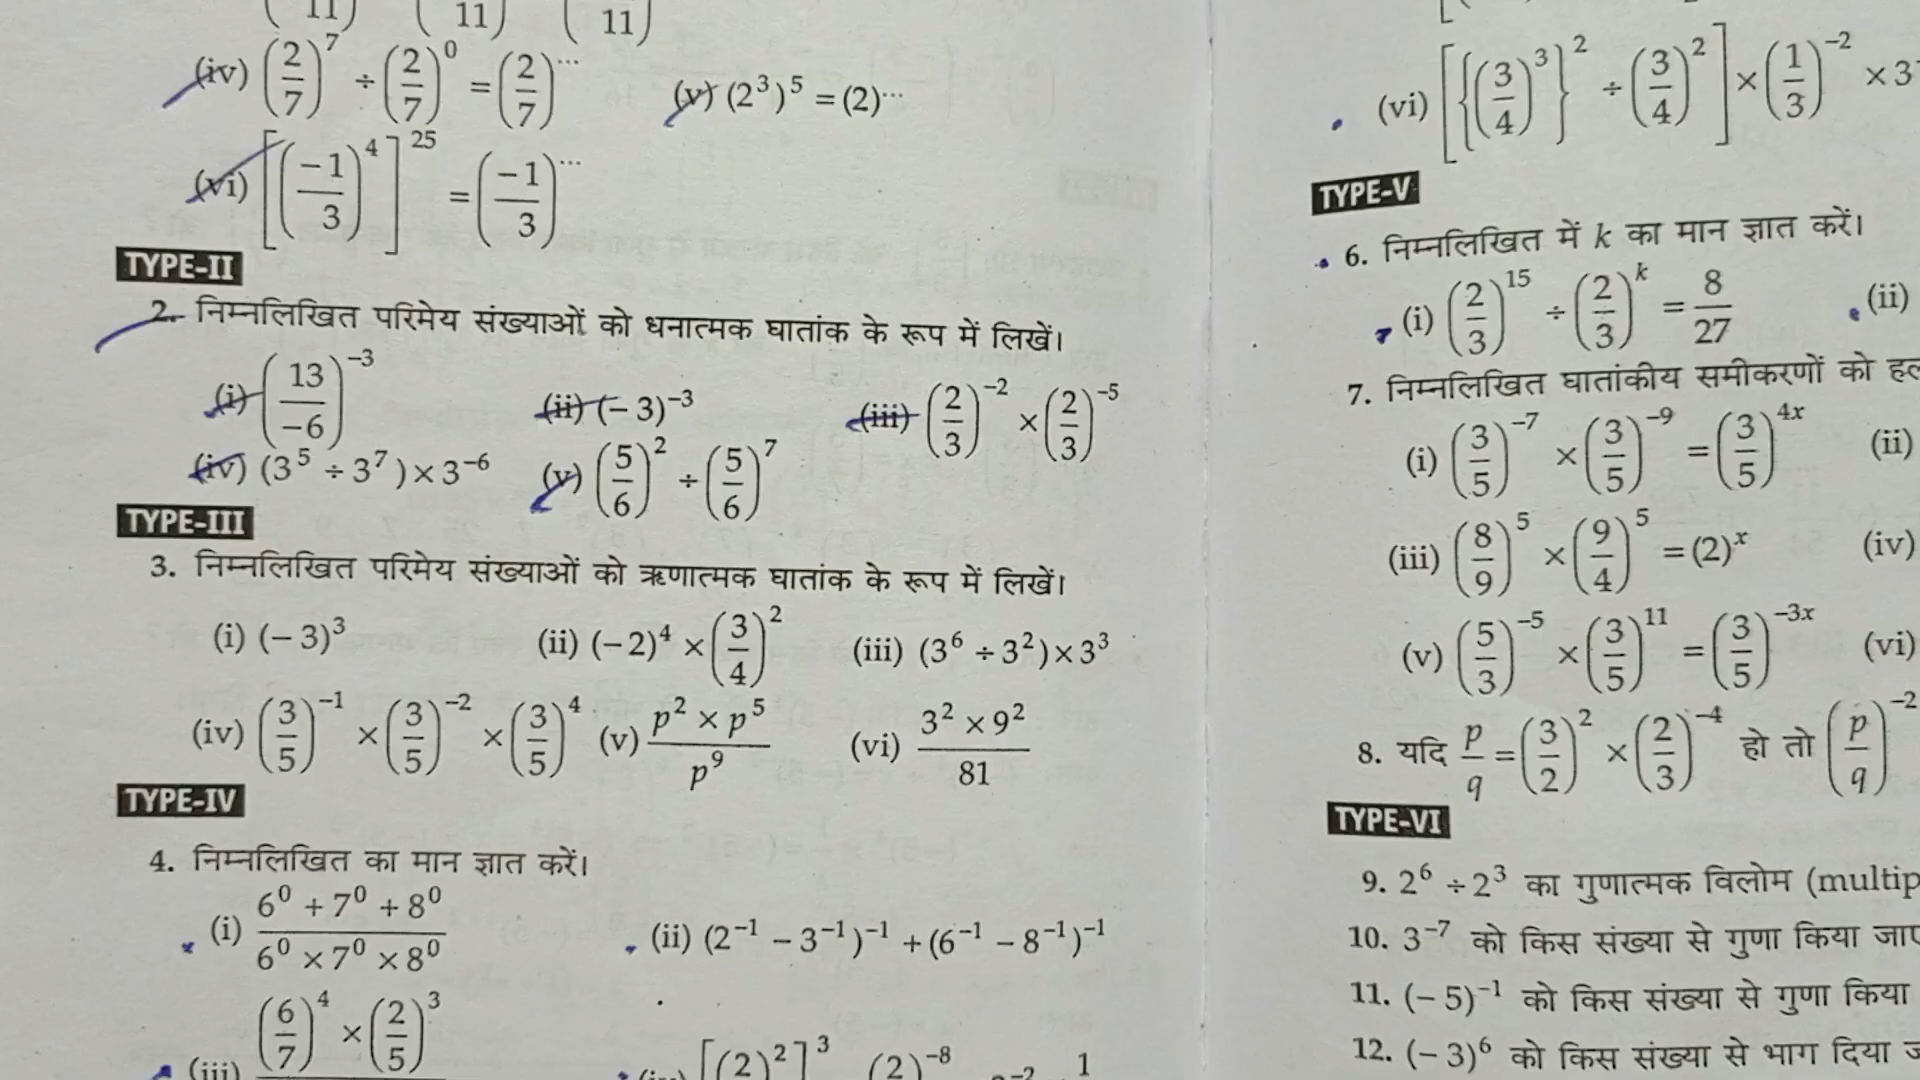 (iv) (2/7)^7 ÷ (2/7)^0 = (2/7)^... (v) (2^3)^5 = (2)^...
(vi) [(-1/3)^4]^25 = (-1/3)^...
TYPE-II
2. निम्नलिखित परिमेय संख्याओं को धनात्मक घातांक के रूप में लिखें।
(i) (13/-6)^-3 (ii) (-3)^-3 (iii) (2/3)^-2 × (2/3)^-5
(iv) (3^5 ÷ 3^7) × 3^-6 (v) (5/6)^2 ÷ (5/6)^7
TYPE-III
3. निम्नलिखित परिमेय संख्याओं को ऋणात्मक घातांक के रूप में लिखें।
(i) (-3)^3 (ii) (-2)^4 × (3/4)^2 (iii) (3^6 ÷ 3^2) × 3^3
(iv) (3/5)^-1 × (3/5)^-2 × (3/5)^4 (v) p^2 × p^5 / p^9 (vi) 3^2 × 9^2 / 81
TYPE-IV
4. निम्नलिखित का मान ज्ञात करें।
(i) 6^0 + 7^0 + 8^0 / 6^0 × 7^0 × 8^0 (ii) (2^-1 - 3^-1)^-1 + (6^-1 - 8^-1)^-1
(iii) (6/7)^4 × (2/5)^3
(vi) [{(3/4)^3}^2 ÷ (3/4)^2] × (1/3)^-2 × 3
TYPE-V
6. निम्नलिखित में k का मान ज्ञात करें।
(i) (2/3)^15 ÷ (2/3)^k = 8/27 (ii)
7. निम्नलिखित घातांकीय समीकरणों को
(i) (3/5)^-7 × (3/5)^-9 = (3/5)^4x (ii)
(iii) (8/9)^5 × (9/4)^5 = (2)^x (iv)
(v) (5/3)^-5 × (3/5)^11 = (3/5)^-3x (vi)
8. यदि p/q = (3/2)^2 × (2/3)^-4 हो तो (p/q)^-2
TYPE-VI
9. 2^6 ÷ 2^3 का गुणात्मक विलोम (multip
10. 3^-7 को किस संख्या से गुणा किया
11. (-5)^-1 को किस संख्या से गुणा किया
12. (-3)^6 को किस संख्या से भाग दिया